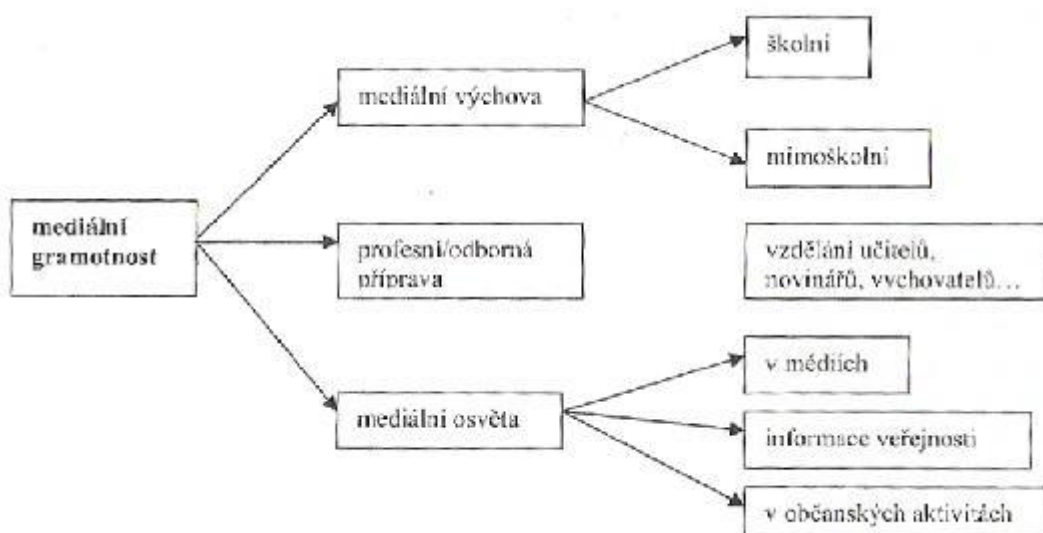 školní
mediální výchova
mimoškolní
mediální
gramotnost
profesní/odborná
příprava
vzdělání učitelů,
novinářů, vychovatelů…
v médiích
mediální osvěta
informace veřejnosti
v občanských aktivitách